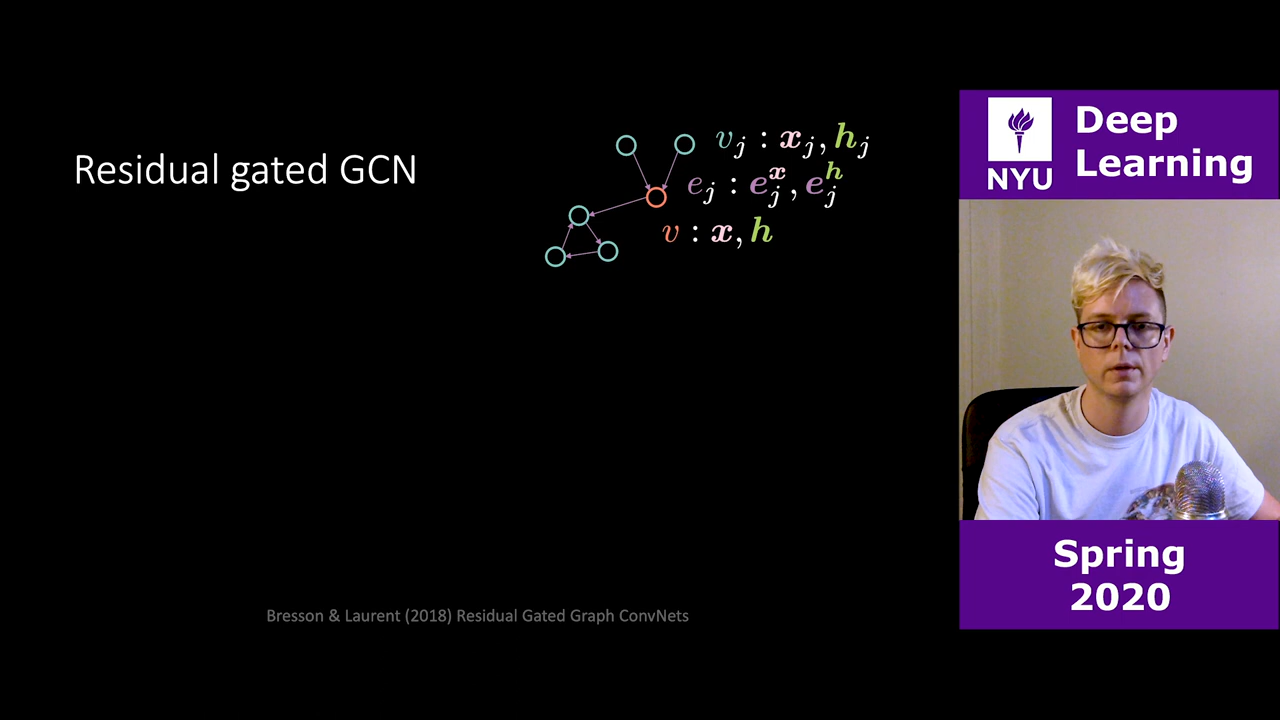 Residual gated GCN
v_j : x_j, h_j
e_j : e_j^x, e_j^h
v : x, h
Bresson & Laurent (2018) Residual Gated Graph ConvNets
NYU
Deep
Learning
Spring
2020